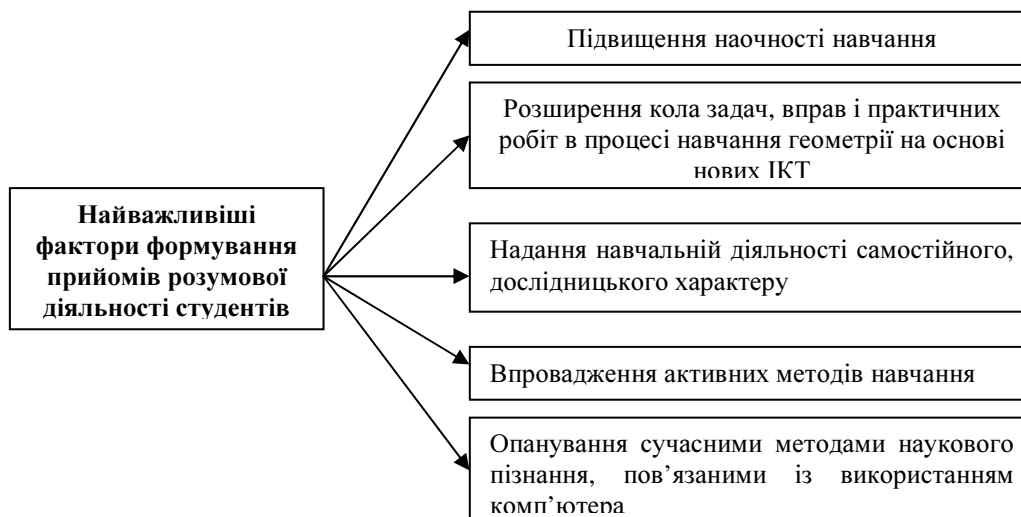 Підвищення наочності навчання
Розширення кола задач, вправ і практичних
робіт в процесі навчання геометрії на основі
нових ІКТ
Найважливіші
фактори формування
прийомів розумової
діяльності студентів
Надання навчальній діяльності самостійного,
дослідницького характеру
Впровадження активних методів навчання
Опанування сучасними методами наукового
пізнання, пов’язаними із використанням
комп’ютера